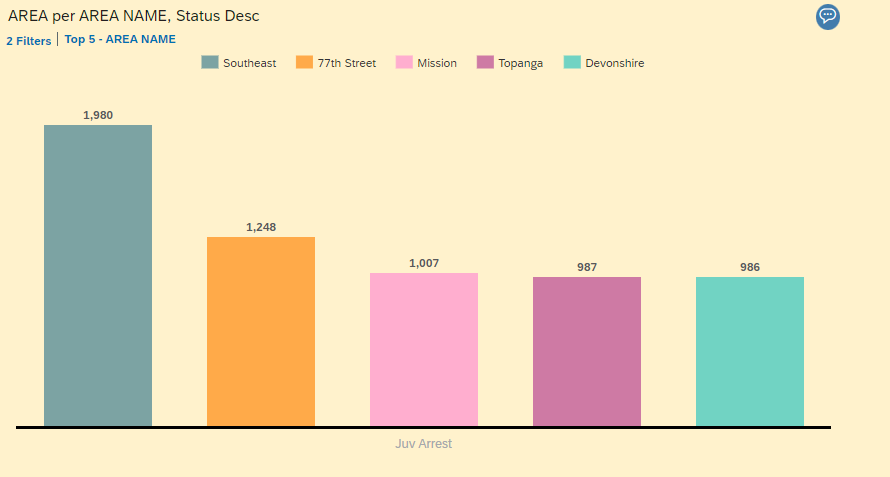 AREA per AREA NAME, Status Desc
2 Filters | Top 5 - AREA NAME
Southeast 77th Street Mission Topanga Devonshire
1,980
1,248
1,007
987
986
Juv Arrest